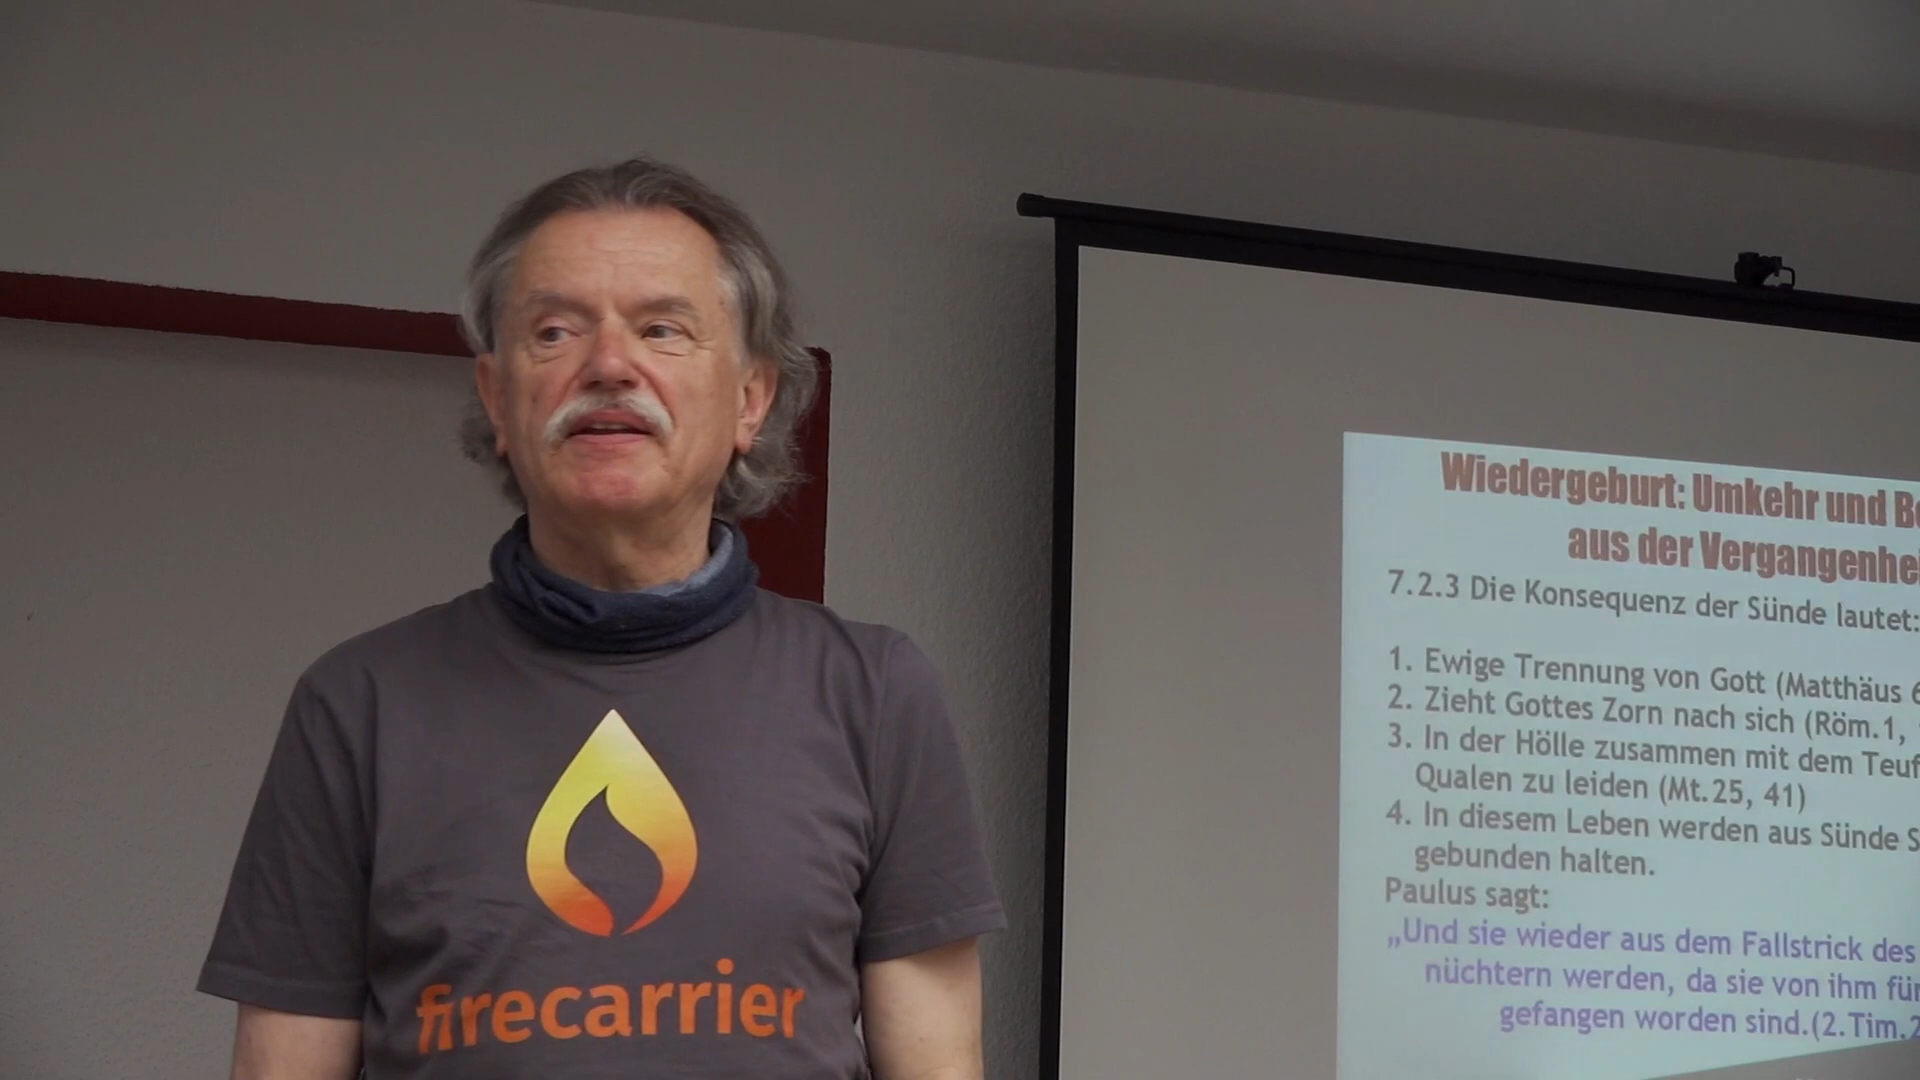 firecarrier
Wiedergeburt: Umkehr und
aus der
7.2.3 Die Konsequenz der Sünde lautet:
1. Ewige Trennung von Gott (Matthäus
2. Zieht Gottes Zorn nach sich (Röm.1,
3. In der Hölle zusammen mit dem
Qualen zu leiden (Mt.25, 41)
4. In diesem Leben werden aus Sünde
gebunden halten.
Paulus sagt:
„Und sie wieder aus dem Fallstrick des
nüchtern werden, da sie von ihm für
gefangen worden sind.(2.Tim.2